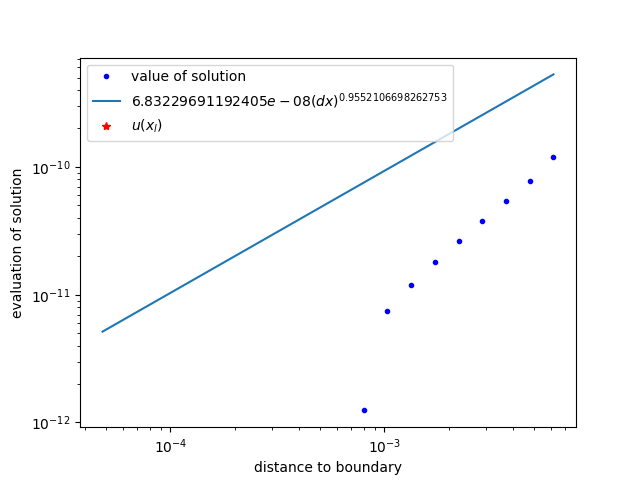 value of solution
6.83229691192405e − 08(dx)^0.9552106698262753
u(x_l)
10^−10
10^−11
10^−12
evaluation of solution
10^−4
10^−3
distance to boundary